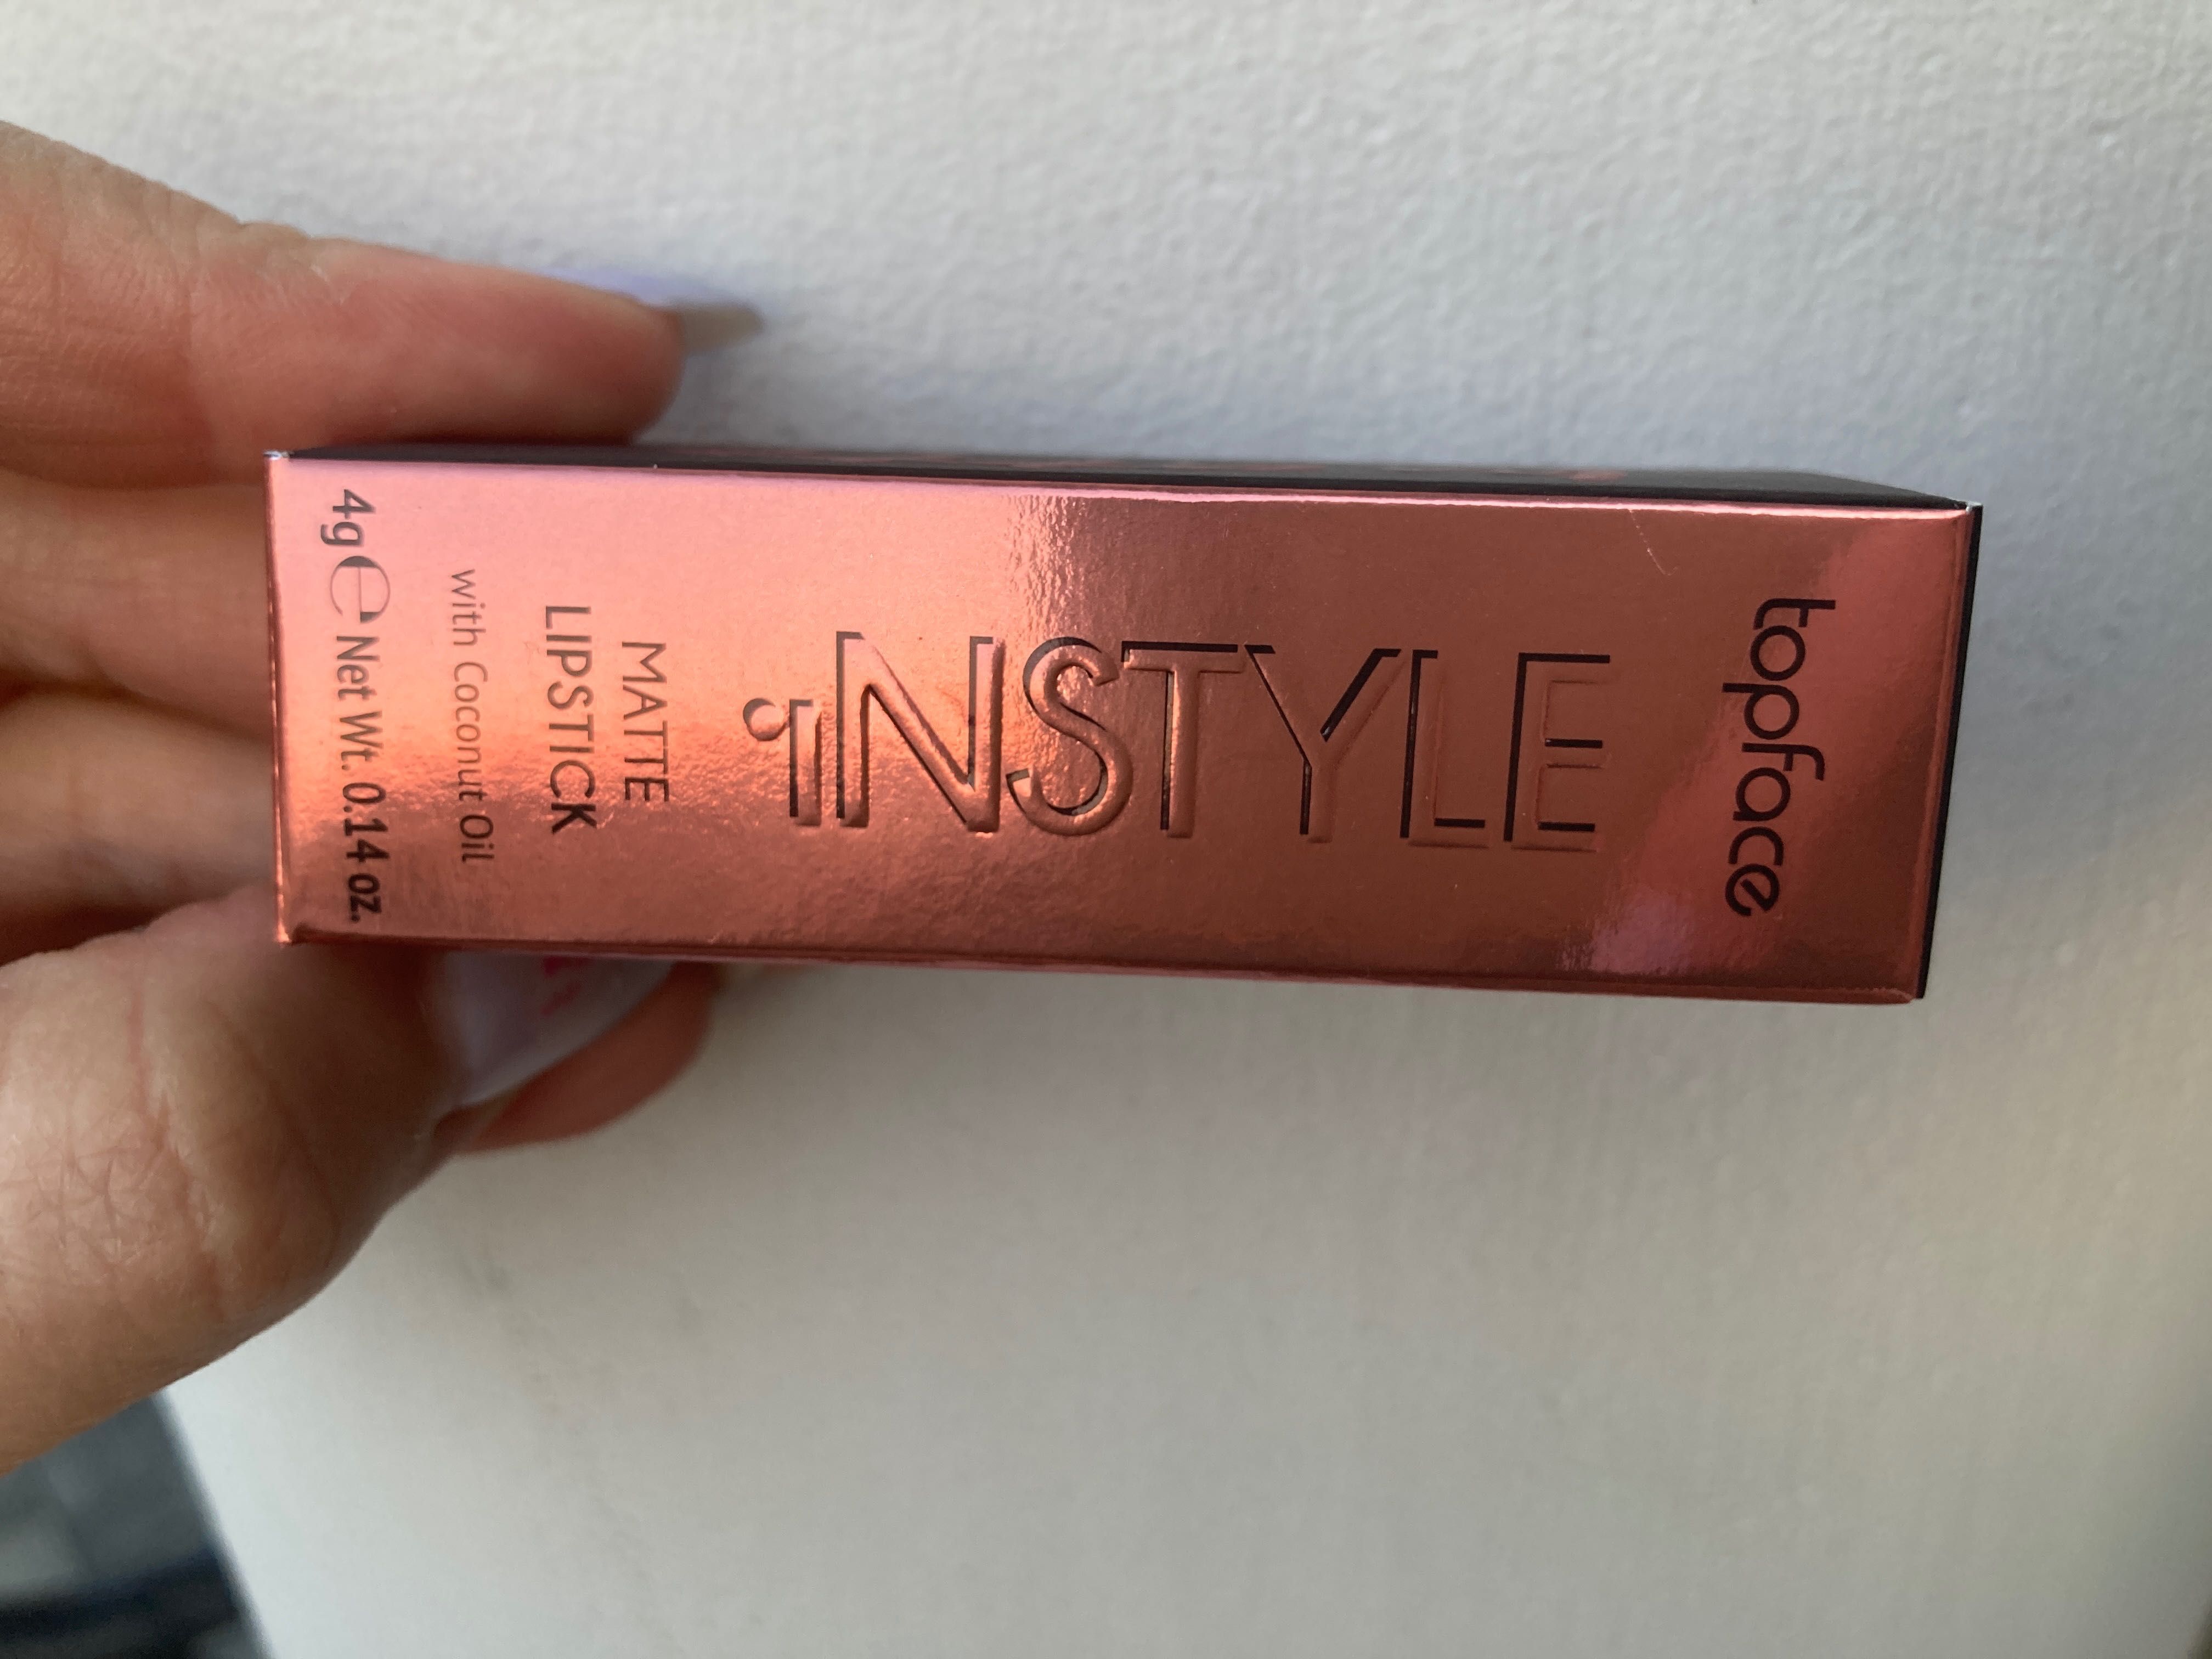 topface
iNSTYLE
MATTE
LIPSTICK
with Coconut Oil
4g ℮ Net Wt. 0.14 oz.